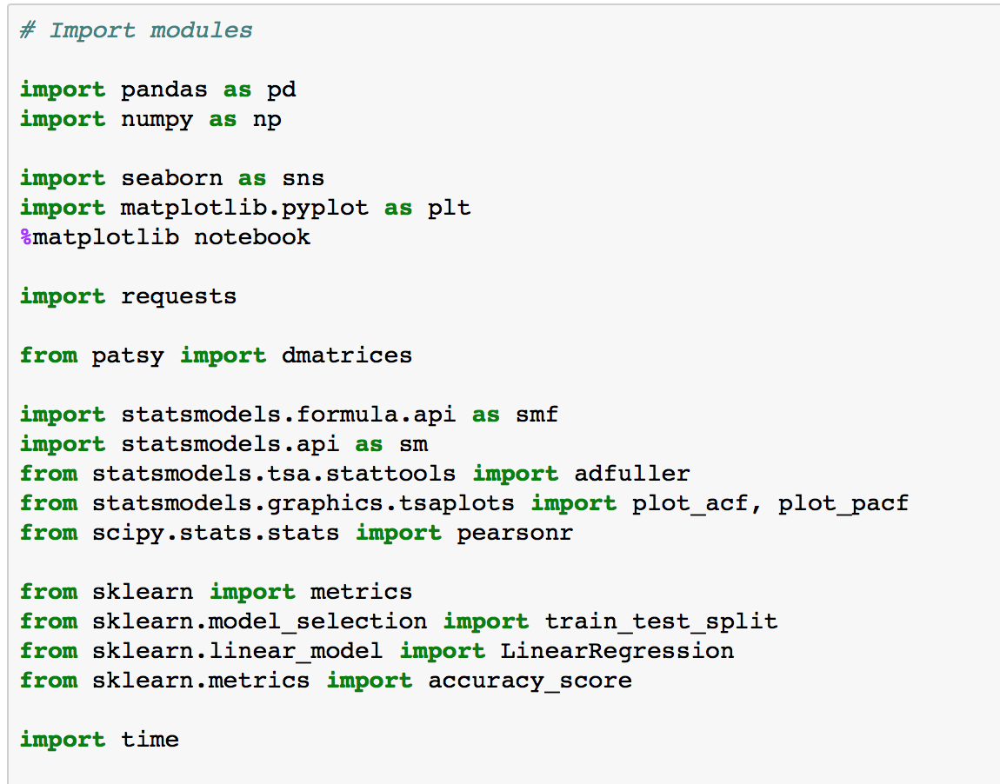 # Import modules
import pandas as pd
import numpy as np
import seaborn as sns
import matplotlib.pyplot as plt
%matplotlib notebook
import requests
from patsy import dmatrices
import statsmodels.formula.api as smf
import statsmodels.api as sm
from statsmodels.tsa.stattools import adfuller
from statsmodels.graphics.tsaplots import plot_acf, plot_pacf
from scipy.stats.stats import pearsonr
from sklearn import metrics
from sklearn.model_selection import train_test_split
from sklearn.linear_model import LinearRegression
from sklearn.metrics import accuracy_score
import time